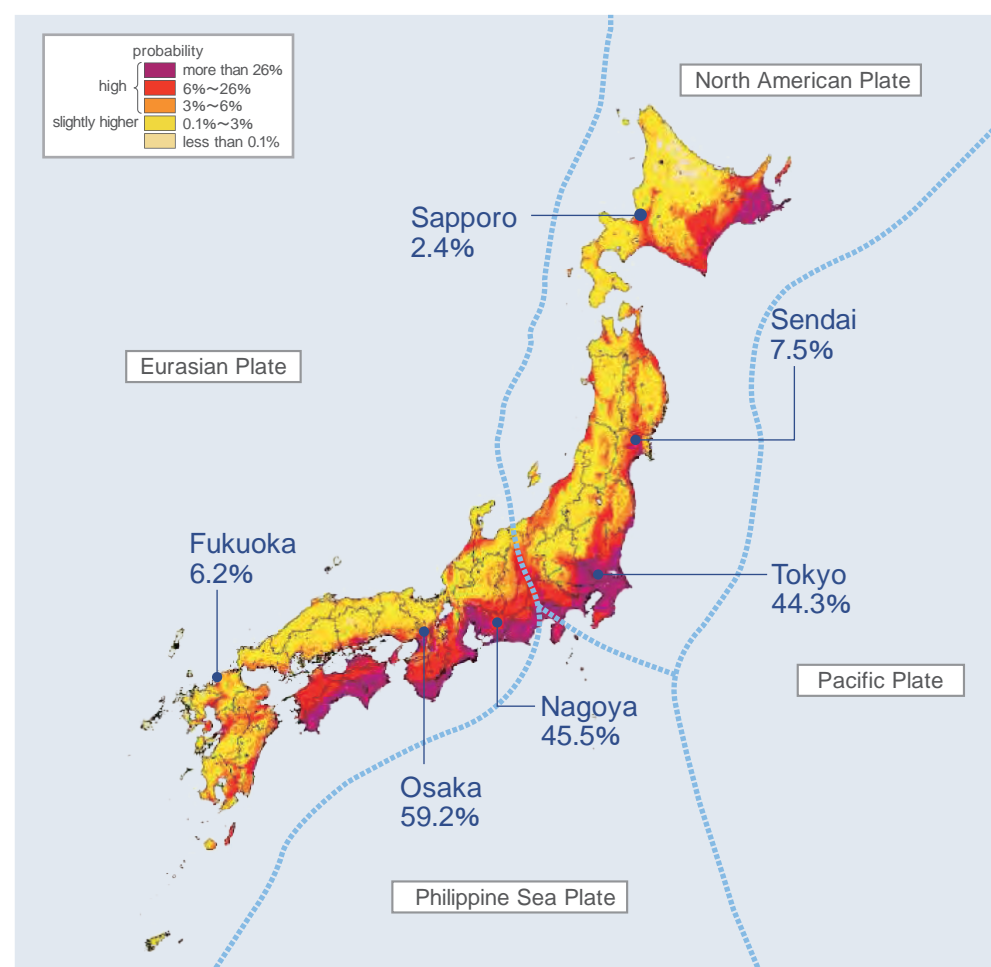 probability
high
more than 26%
6%～26%
3%～6%
slightly higher
0.1%～3%
less than 0.1%
North American Plate
Sapporo
2.4%
Sendai
7.5%
Eurasian Plate
Fukuoka
6.2%
Tokyo
44.3%
Pacific Plate
Nagoya
45.5%
Osaka
59.2%
Philippine Sea Plate